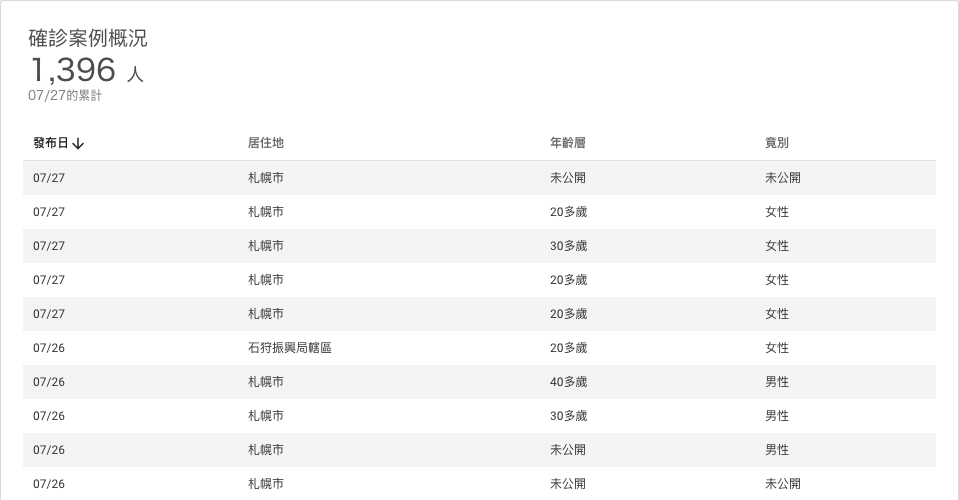 確診案例概況
1,396 人
07/27的累計
發布日 居住地 年齡層 竟別
07/27 札幌市 未公開 未公開
07/27 札幌市 20多歲 女性
07/27 札幌市 30多歲 女性
07/27 札幌市 20多歲 女性
07/27 札幌市 20多歲 女性
07/26 石狩振興局轄區 20多歲 女性
07/26 札幌市 40多歲 男性
07/26 札幌市 30多歲 男性
07/26 札幌市 未公開 男性
07/26 札幌市 未公開 未公開